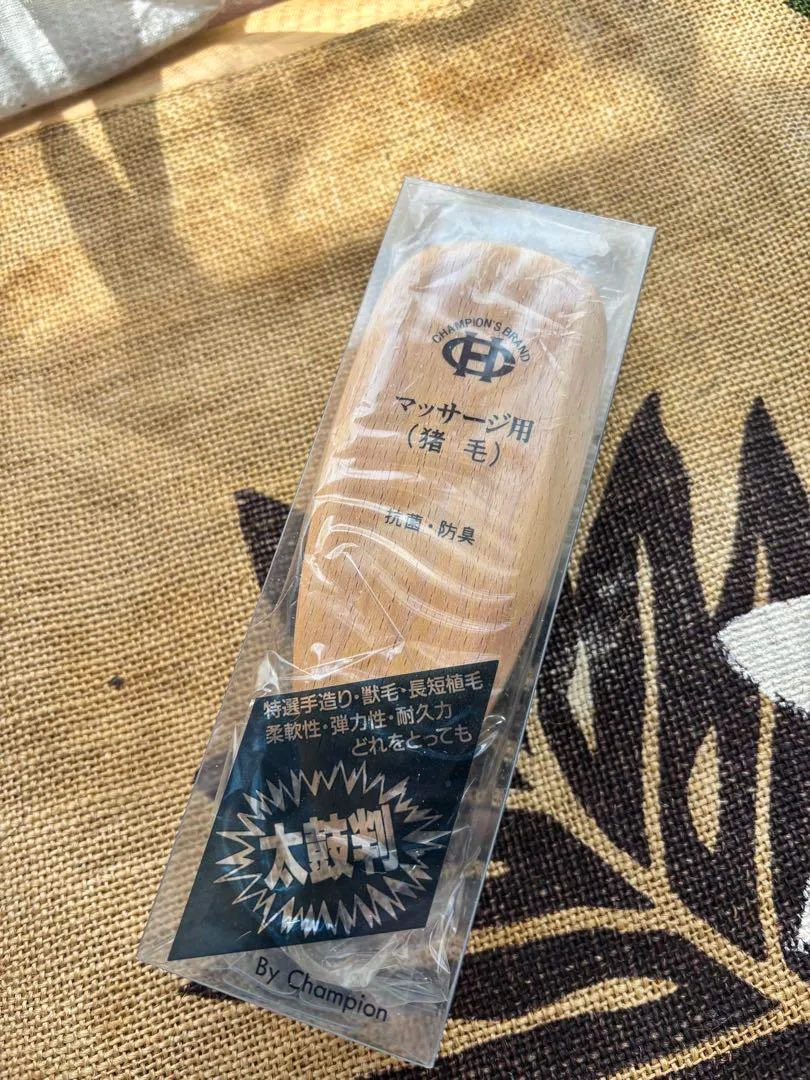 CHAMPION'S BRAND
CH
マッサージ用
(猪 毛)
抗菌・防臭
特選手造り・獣毛・長短植毛
柔軟性・弾力性・耐久力
どれをとっても
太鼓判
By Champion